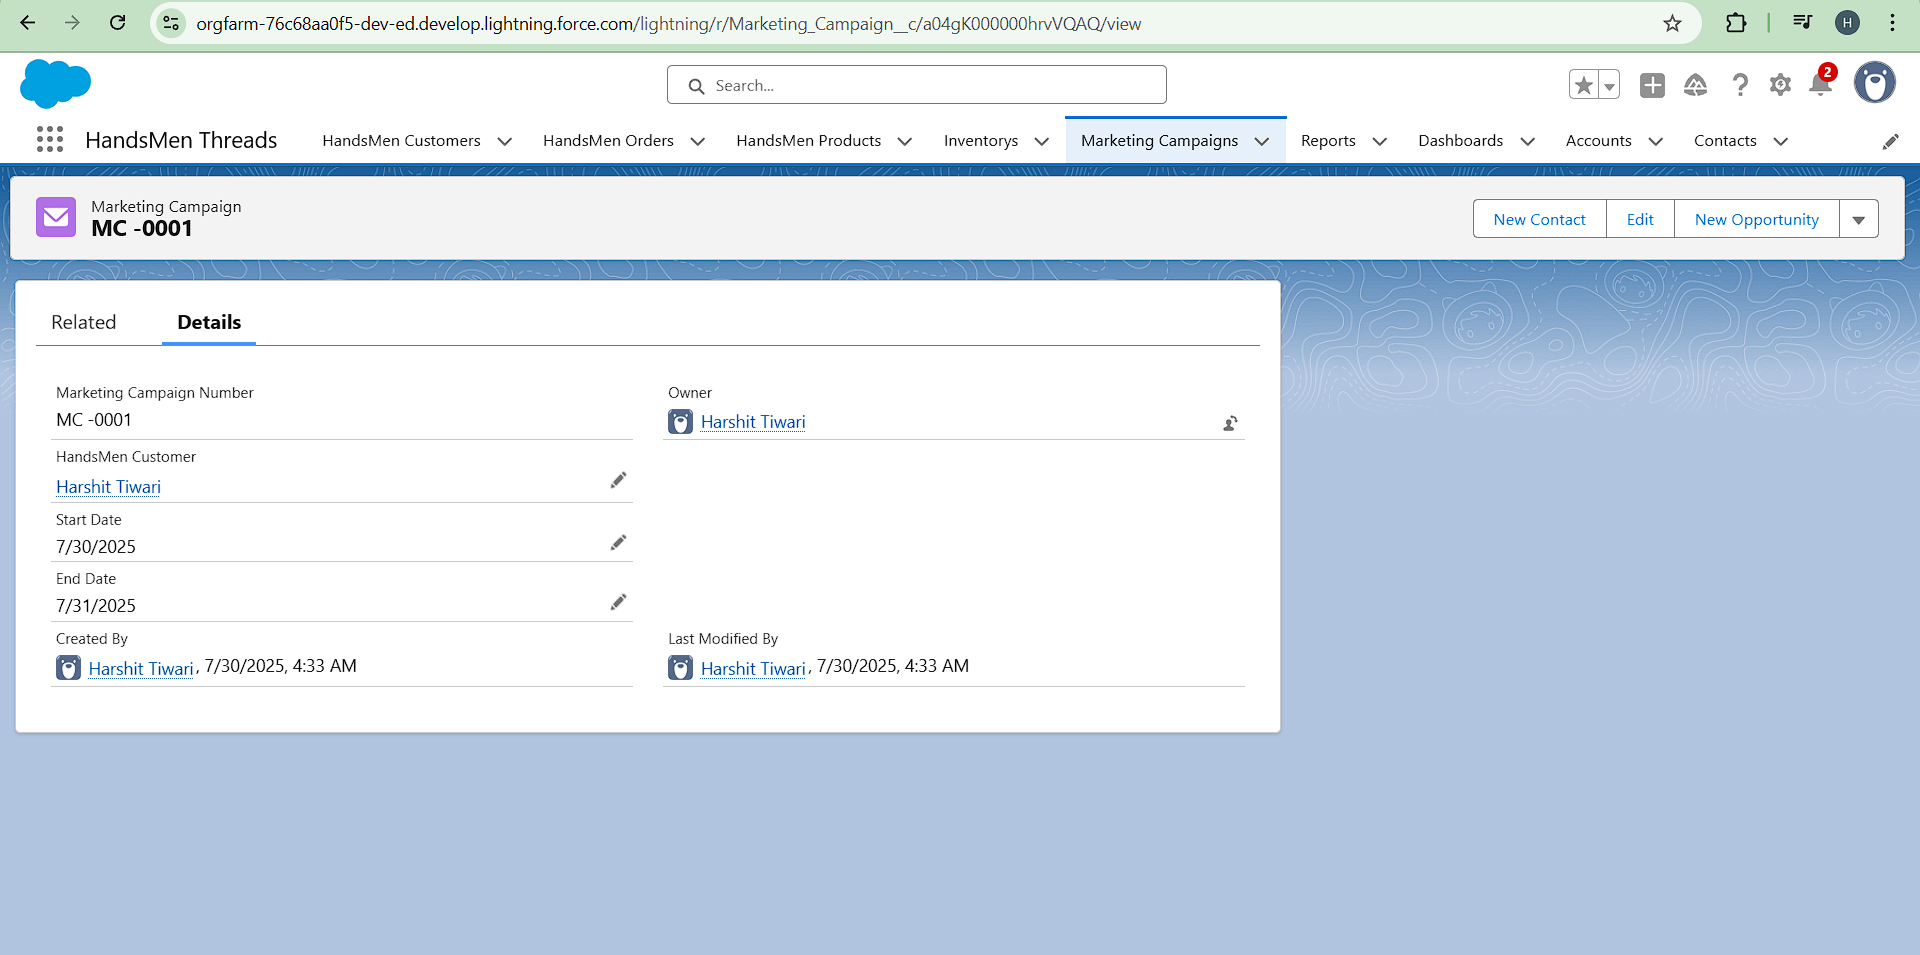 orgfarm-76c68aa0f5-dev-ed.develop.lightning.force.com/lightning/r/Marketing_Campaign__c/a04gK000000hrvVQAQ/view
H
Search...
2
HandsMen Threads HandsMen Customers HandsMen Orders HandsMen Products Inventorys Marketing Campaigns Reports Dashboards Accounts Contacts
Marketing Campaign
MC -0001
New Contact Edit New Opportunity
Related Details
Marketing Campaign Number Owner
MC -0001 Harshit Tiwari
HandsMen Customer
Harshit Tiwari
Start Date
7/30/2025
End Date
7/31/2025
Created By Last Modified By
Harshit Tiwari, 7/30/2025, 4:33 AM Harshit Tiwari, 7/30/2025, 4:33 AM